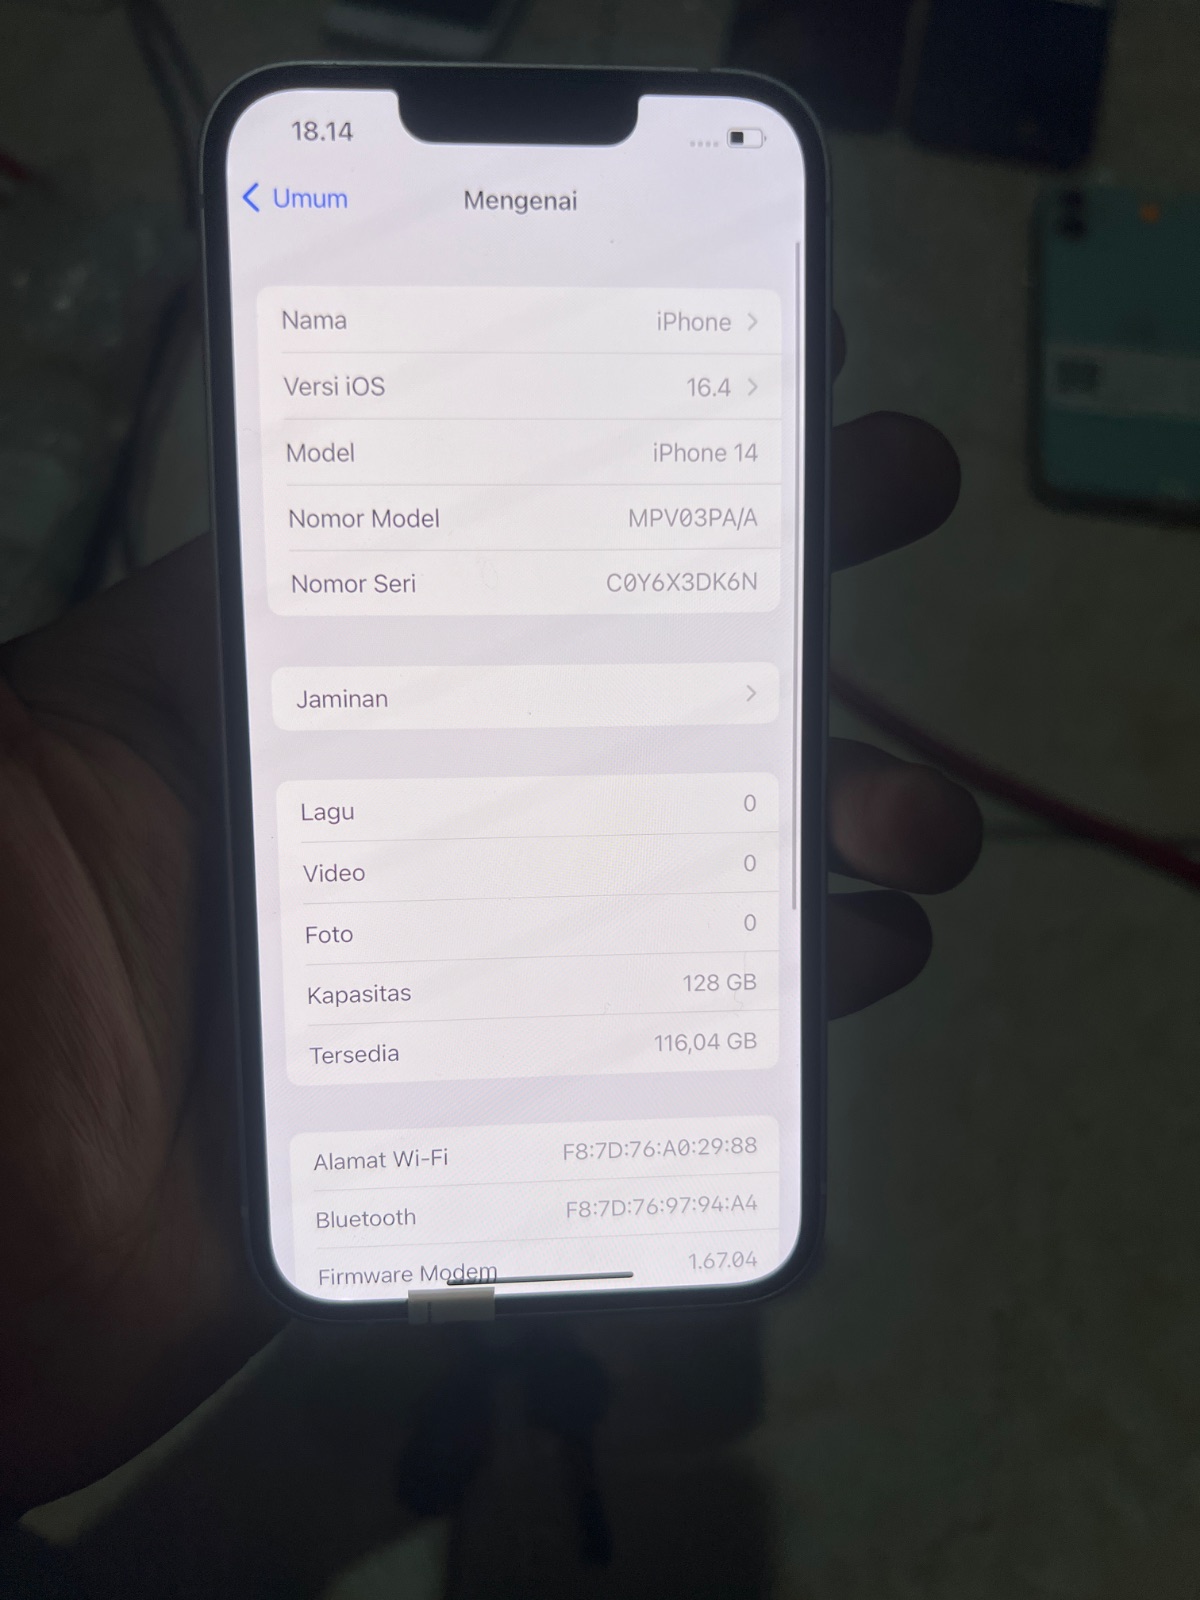 18.14
Umum
Mengenai
Nama iPhone
Versi iOS 16.4
Model iPhone 14
Nomor Model MPV03PA/A
Nomor Seri C0Y6X3DK6N
Jaminan
Lagu 0
Video 0
Foto 0
Kapasitas 128 GB
Tersedia 116,04 GB
Alamat Wi-Fi F8:7D:76:A0:29:88
Bluetooth F8:7D:76:97:94:A4
Firmware Modem 1.67.04